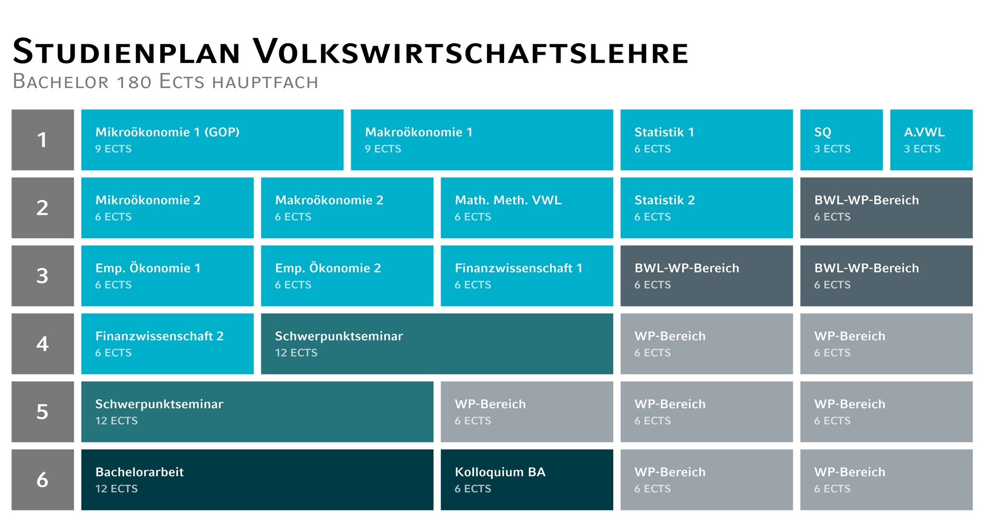 Studienplan Volkswirtschaftslehre
Bachelor 180 Ects hauptfach
1
Mikroökonomie 1 (GOP)
9 ECTS
Makroökonomie 1
9 ECTS
Statistik 1
6 ECTS
SQ
3 ECTS
A.VWL
3 ECTS
2
Mikroökonomie 2
6 ECTS
Makroökonomie 2
6 ECTS
Math. Meth. VWL
6 ECTS
Statistik 2
6 ECTS
BWL-WP-Bereich
6 ECTS
3
Emp. Ökonomie 1
6 ECTS
Emp. Ökonomie 2
6 ECTS
Finanzwissenschaft 1
6 ECTS
BWL-WP-Bereich
6 ECTS
BWL-WP-Bereich
6 ECTS
4
Finanzwissenschaft 2
6 ECTS
Schwerpunktseminar
12 ECTS
WP-Bereich
6 ECTS
WP-Bereich
6 ECTS
5
Schwerpunktseminar
12 ECTS
WP-Bereich
6 ECTS
WP-Bereich
6 ECTS
WP-Bereich
6 ECTS
6
Bachelorarbeit
12 ECTS
Kolloquium BA
6 ECTS
WP-Bereich
6 ECTS
WP-Bereich
6 ECTS